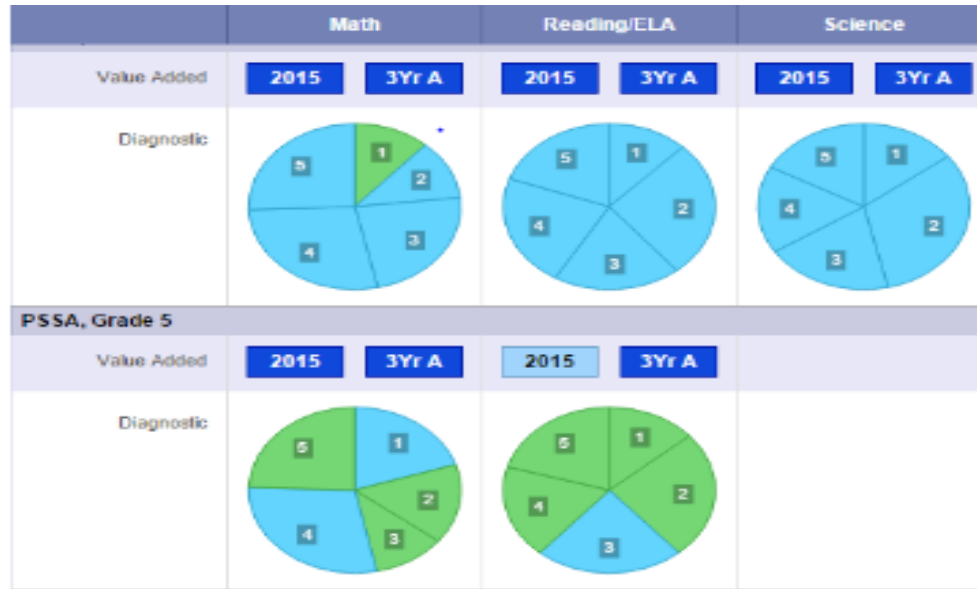 Math Reading/ELA Science
Value Added 2015 3Yr A 2015 3Yr A 2015 3Yr A
Diagnostic
1 2 3 4 5
1 2 3 4 5
1 2 3 4 5
PSSA, Grade 5
Value Added 2015 3Yr A 2015 3Yr A
Diagnostic
1 2 3 4 5
1 2 3 4 5